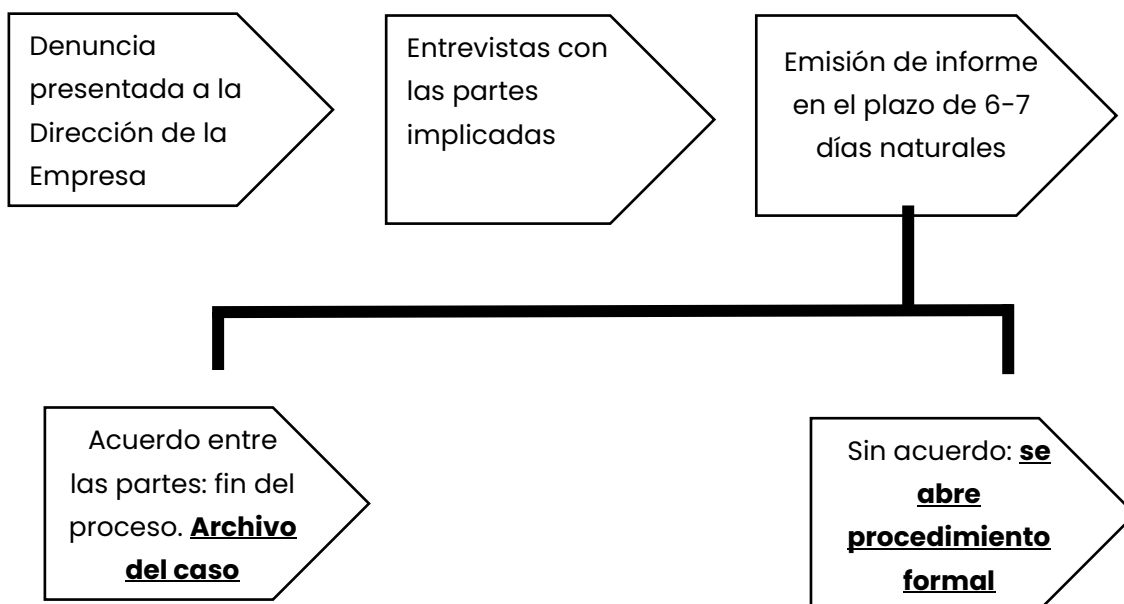 Denuncia
presentada a la
Dirección de la
Empresa
Entrevistas con
las partes
implicadas
Emisión de informe
en el plazo de 6-7
días naturales
Acuerdo entre
las partes: fin del
proceso. Archivo
del caso
Sin acuerdo: se
abre
procedimiento
formal